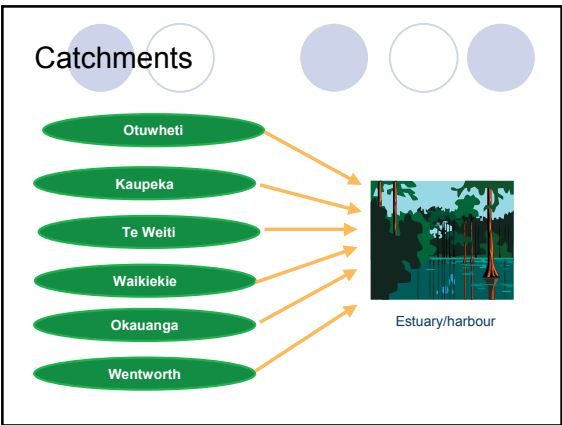 Catchments
Otuwheti
Kaupeka
Te Weiti
Waikiekie
Okauanga
Wentworth
Estuary/harbour